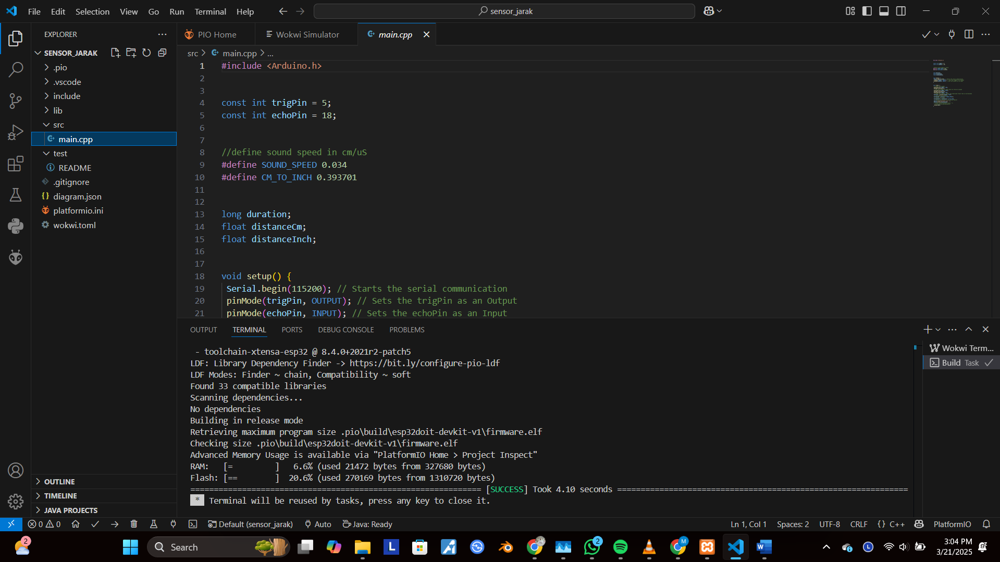 File Edit Selection View Go Run Terminal Help
sensor_jarak
EXPLORER
SENSOR_JARAK
.pio
.vscode
include
lib
src
main.cpp
test
README
.gitignore
diagram.json
platformio.ini
wokwi.toml
OUTLINE
TIMELINE
JAVA PROJECTS
PIO Home
Wokwi Simulator
main.cpp
src > main.cpp > ...
1 #include <Arduino.h>
2
3
4 const int trigPin = 5;
5 const int echoPin = 18;
6
7
8 //define sound speed in cm/uS
9 #define SOUND_SPEED 0.034
10 #define CM_TO_INCH 0.393701
11
12
13 long duration;
14 float distanceCm;
15 float distanceInch;
16
17
18 void setup() {
19 Serial.begin(115200); // Starts the serial communication
20 pinMode(trigPin, OUTPUT); // Sets the trigPin as an Output
21 pinMode(echoPin, INPUT); // Sets the echoPin as an Input
OUTPUT TERMINAL PORTS DEBUG CONSOLE PROBLEMS
- toolchain-xtensa-esp32 @ 8.4.0+2021r2-patch5
LDF: Library Dependency Finder -> https://bit.ly/configure-pio-ldf
LDF Modes: Finder ~ chain, Compatibility ~ soft
Found 33 compatible libraries
Scanning dependencies...
No dependencies
Building in release mode
Retrieving maximum program size .pio\build\esp32doit-devkit-v1\firmware.elf
Checking size .pio\build\esp32doit-devkit-v1\firmware.elf
Advanced Memory Usage is available via "PlatformIO Home > Project Inspect"
RAM: [= ] 6.6% (used 21472 bytes from 327680 bytes)
Flash: [== ] 20.6% (used 270169 bytes from 1310720 bytes)
============================================================== [SUCCESS] Took 4.10 seconds ==============================================================
* Terminal will be reused by tasks, press any key to close it.
Wokwi Term...
Build Task
0 0 Default (sensor_jarak) Auto Java: Ready Ln 1, Col 1 Spaces: 2 UTF-8 CRLF {} C++ PlatformIO
2
Search
L
M
2
W
L
3:04 PM
3/21/2025